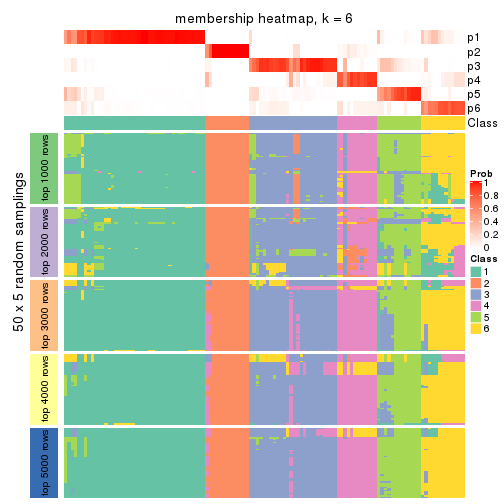 membership heatmap, k = 6
p1
p2
p3
p4
p5
p6
Class
50 x 5 random samplings
top 1000 rows
top 2000 rows
top 3000 rows
top 4000 rows
top 5000 rows
Prob
1
0.8
0.6
0.4
0.2
0
Class
1
2
3
4
5
6